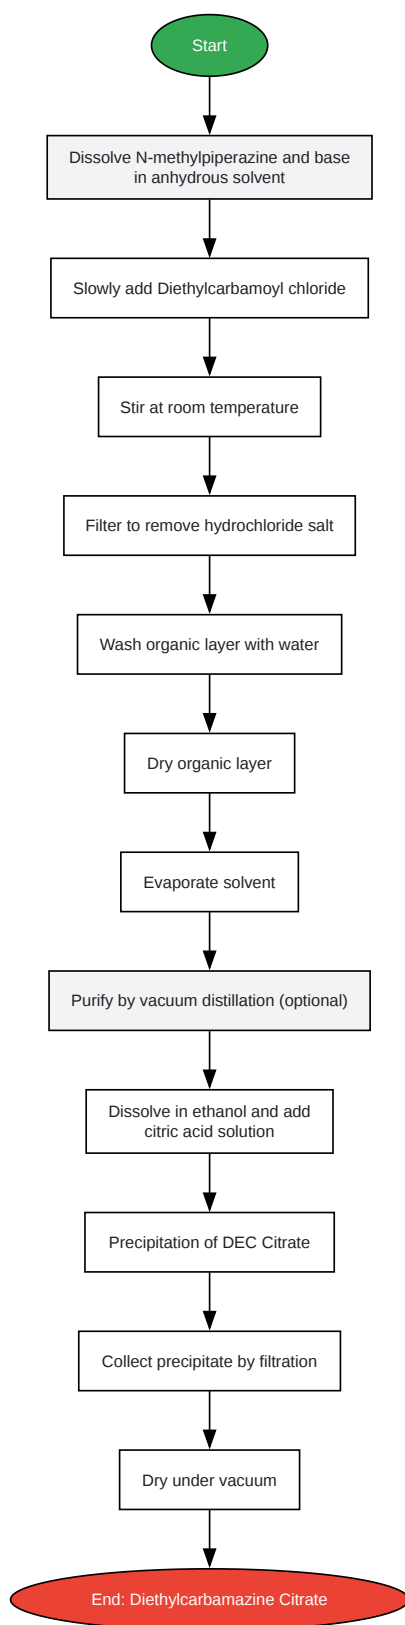 Start
Dissolve N-methylpiperazine and base
in anhydrous solvent
Slowly add Diethylcarbamoyl chloride
Stir at room temperature
Filter to remove hydrochloride salt
Wash organic layer with water
Dry organic layer
Evaporate solvent
Purify by vacuum distillation (optional)
Dissolve in ethanol and add
citric acid solution
Precipitation of DEC Citrate
Collect precipitate by filtration
Dry under vacuum
End: Diethylcarbamazine Citrate